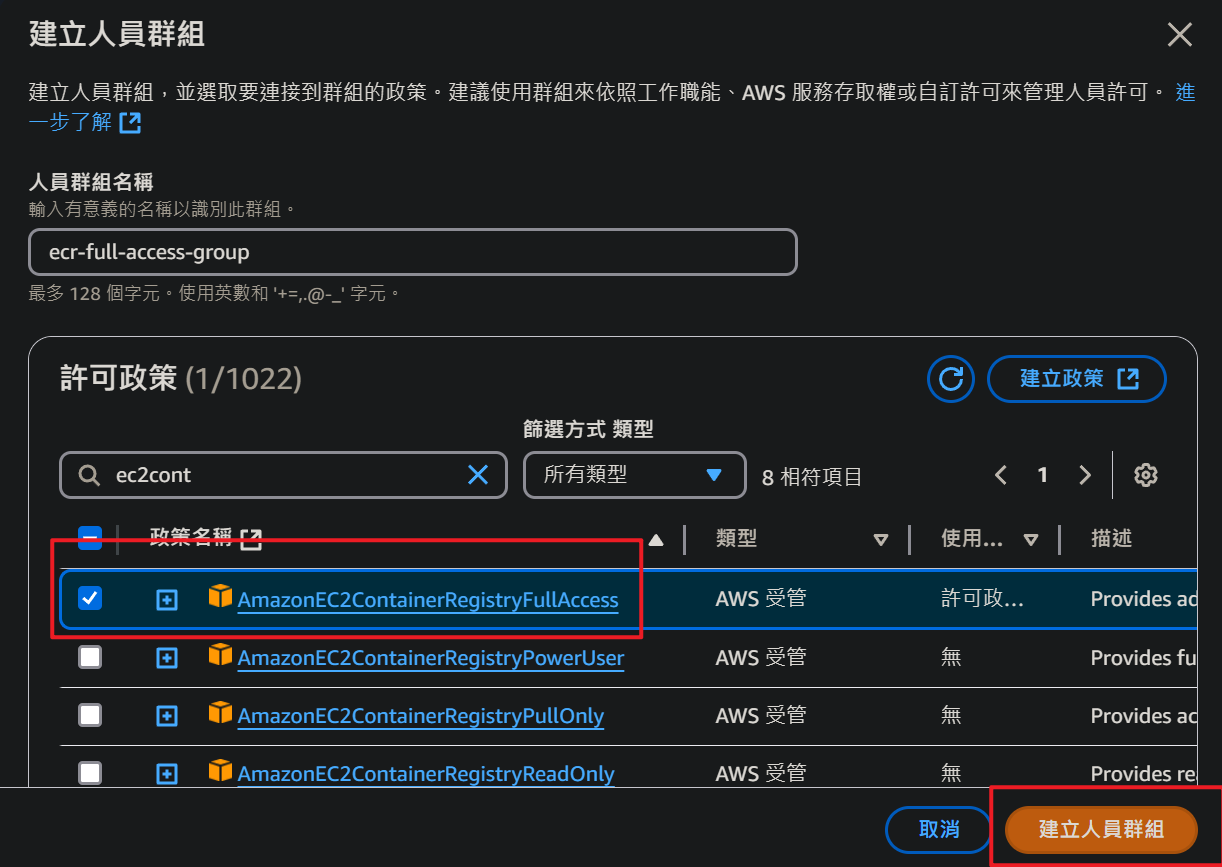 建立人員群組
建立人員群組，並選取要連接到群組的政策。建議使用群組來依照工作職能、AWS 服務存取權或自訂許可來管理人員許可。 進
一步了解
人員群組名稱
輸入有意義的名稱以識別此群組。
ecr-full-access-group
最多 128 個字元。使用英數和 '+=,.@-_' 字元。
許可政策 (1/1022)
建立政策
篩選方式 類型
ec2cont
所有類型
8 相符項目
1
政策名稱 類型 使用... 描述
AmazonEC2ContainerRegistryFullAccess AWS 受管 許可政... Provides ad
AmazonEC2ContainerRegistryPowerUser AWS 受管 無 Provides fu
AmazonEC2ContainerRegistryPullOnly AWS 受管 無 Provides ac
AmazonEC2ContainerRegistryReadOnly AWS 受管 無 Provides re
取消 建立人員群組